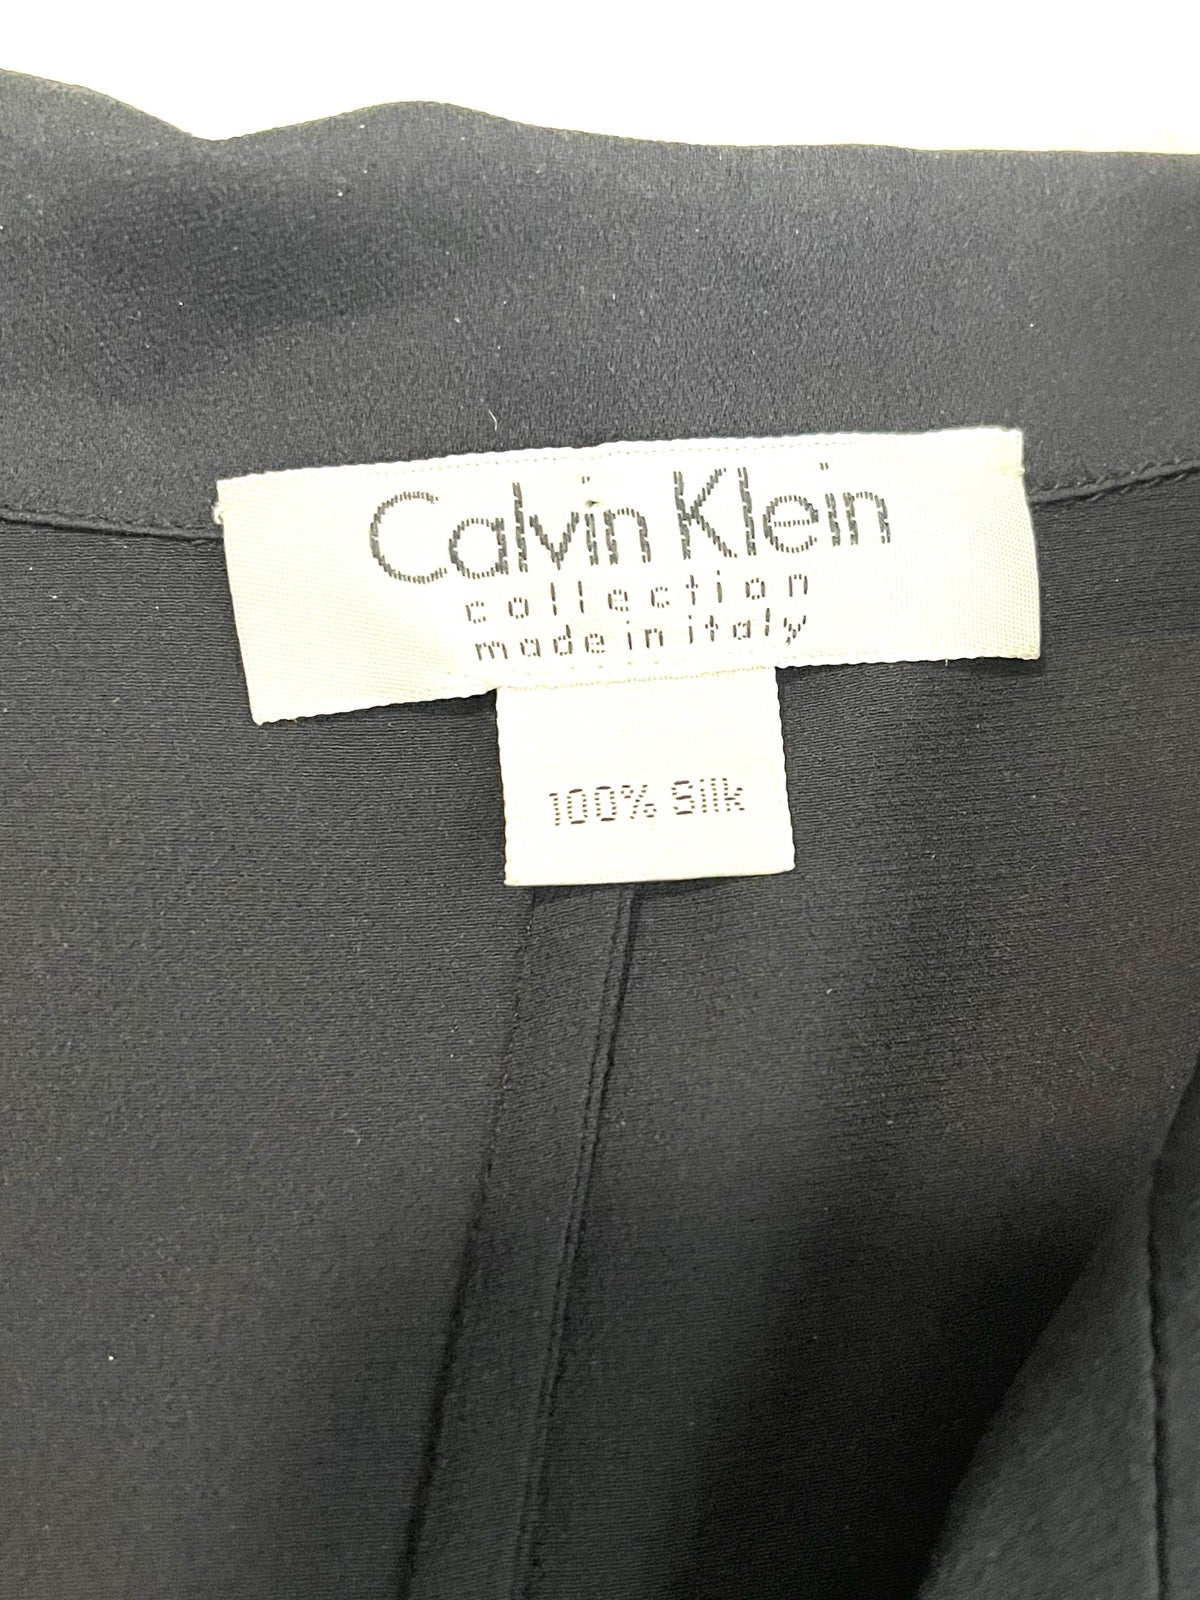 Calvin Klein
collection
made in italy
100% Silk